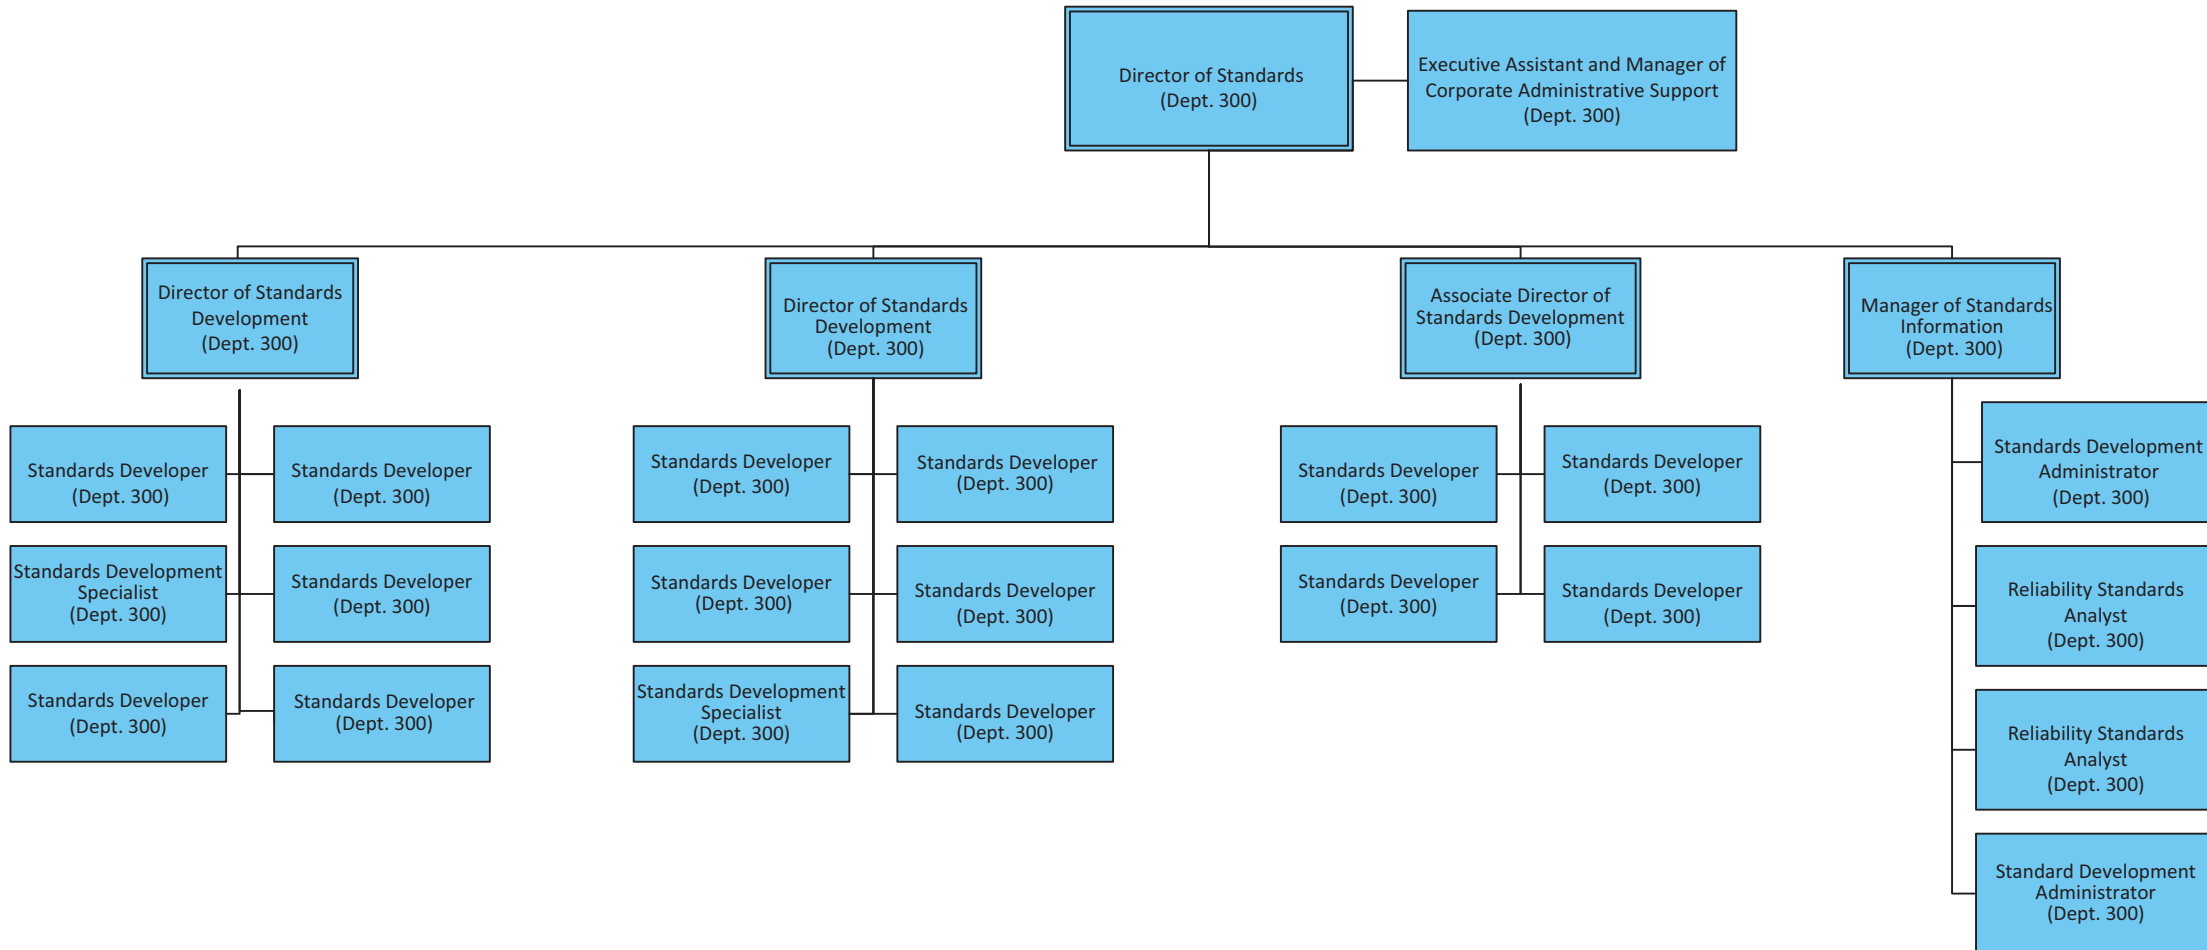 Director of Standards
(Dept. 300)
Executive Assistant and Manager of
Corporate Administrative Support
(Dept. 300)
Director of Standards
Development
(Dept. 300)
Director of Standards
Development
(Dept. 300)
Associate Director of
Standards Development
(Dept. 300)
Manager of Standards
Information
(Dept. 300)
Standards Developer
(Dept. 300)
Standards Developer
(Dept. 300)
Standards Development
Specialist
(Dept. 300)
Standards Developer
(Dept. 300)
Standards Developer
(Dept. 300)
Standards Developer
(Dept. 300)
Standards Developer
(Dept. 300)
Standards Developer
(Dept. 300)
Standards Developer
(Dept. 300)
Standards Developer
(Dept. 300)
Standards Development
Specialist
(Dept. 300)
Standards Developer
(Dept. 300)
Standards Developer
(Dept. 300)
Standards Developer
(Dept. 300)
Standards Developer
(Dept. 300)
Standards Developer
(Dept. 300)
Standards Development
Administrator
(Dept. 300)
Reliability Standards
Analyst
(Dept. 300)
Reliability Standards
Analyst
(Dept. 300)
Standard Development
Administrator
(Dept. 300)